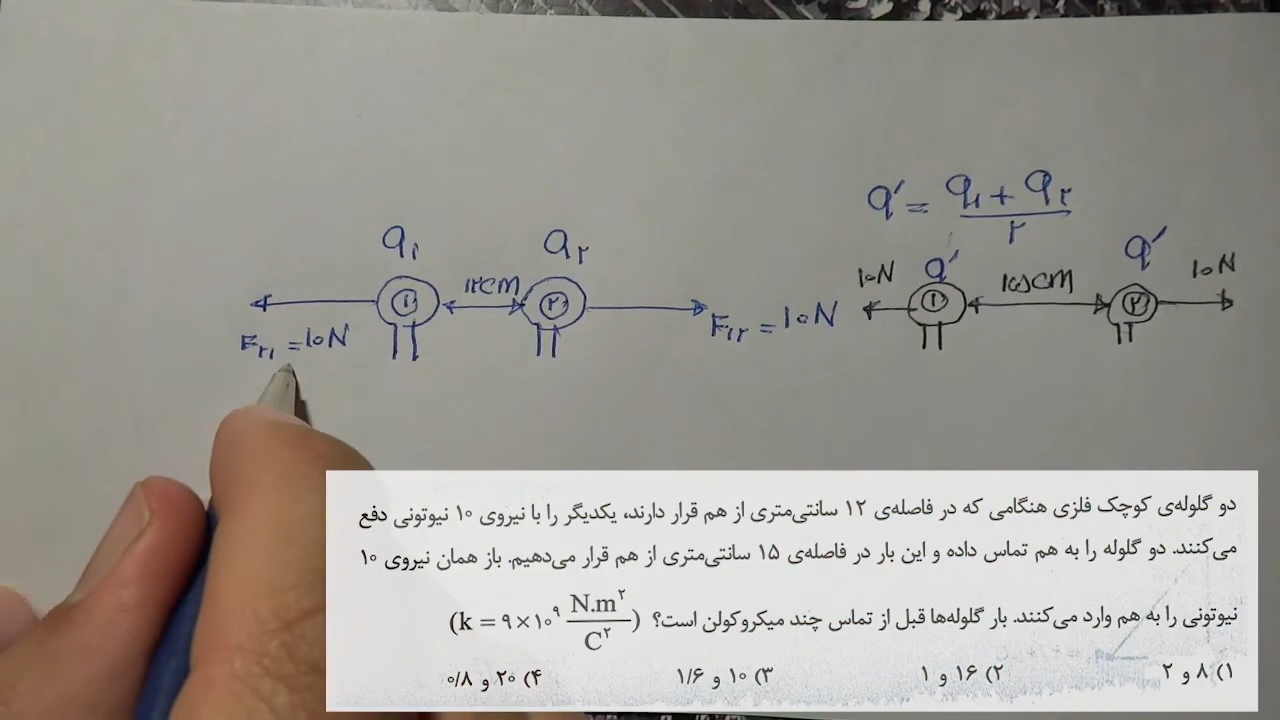 q′ = q₁ + q₂ / ۲
q₁ q₂ q′ q′
۱۰N ۱۵cm ۱۰N
۱ ۱۲cm ۲ ۱ ۲
F₂₁ = ۱۰N F₁₂ = ۱۰N
دو گلوله‌ی کوچک فلزی هنگامی که در فاصله‌ی ۱۲ سانتی‌متری از هم قرار دارند، یکدیگر را با نیروی ۱۰ نیوتونی دفع
می‌کنند. دو گلوله را به هم تماس داده و این بار در فاصله‌ی ۱۵ سانتی‌متری از هم قرار می‌دهیم. باز همان نیروی ۱۰
نیوتونی را به هم وارد می‌کنند. بار گلوله‌ها قبل از تماس چند میکروکولن است؟ (k = ۹×۱۰⁹ N.m²/C²)
۱) ۸ و ۲ ۲) ۱۶ و ۱ ۳) ۱۰ و ۱/۶ ۴) ۲۰ و ۰/۸